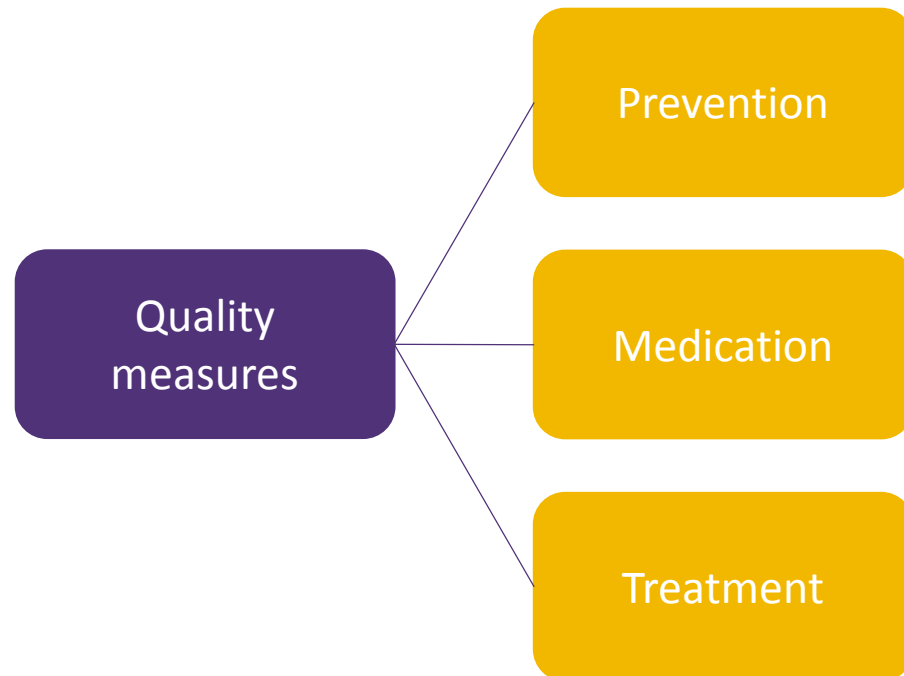 Prevention
Quality
measures
Medication
Treatment